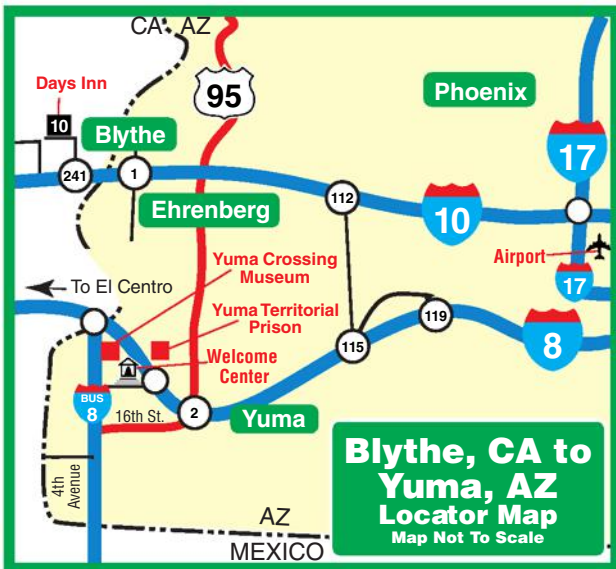 CA AZ
Days Inn
10
95
Phoenix
Blythe
17
241
1
112
Ehrenberg
10
Airport
17
Yuma Crossing
Museum
To El Centro
Yuma Territorial
Prison
119
8
115
Welcome
Center
BUS
8
16th St.
2
Yuma
4th
Avenue
Blythe, CA to
Yuma, AZ
Locator Map
Map Not To Scale
AZ
MEXICO